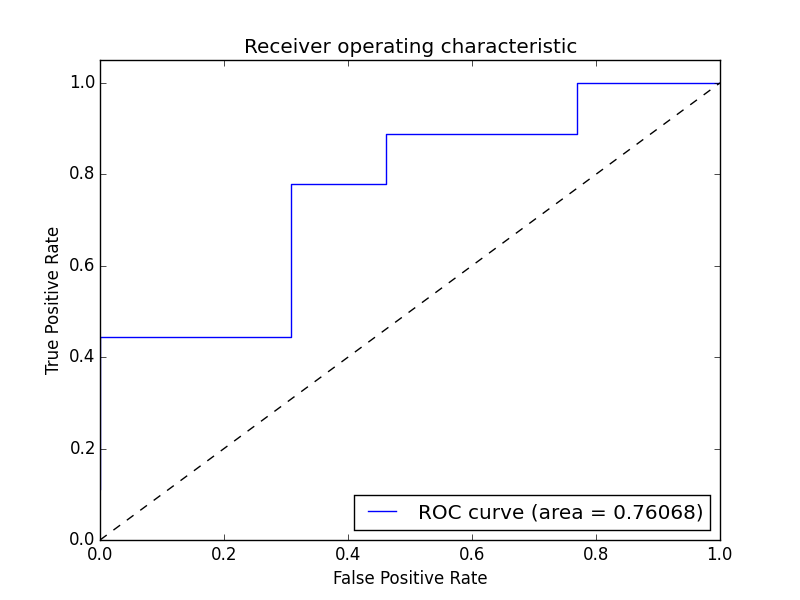 Receiver operating characteristic
1.0
0.8
0.6
0.4
0.2
0.0
True Positive Rate
ROC curve (area = 0.76068)
0.0 0.2 0.4 0.6 0.8 1.0
False Positive Rate